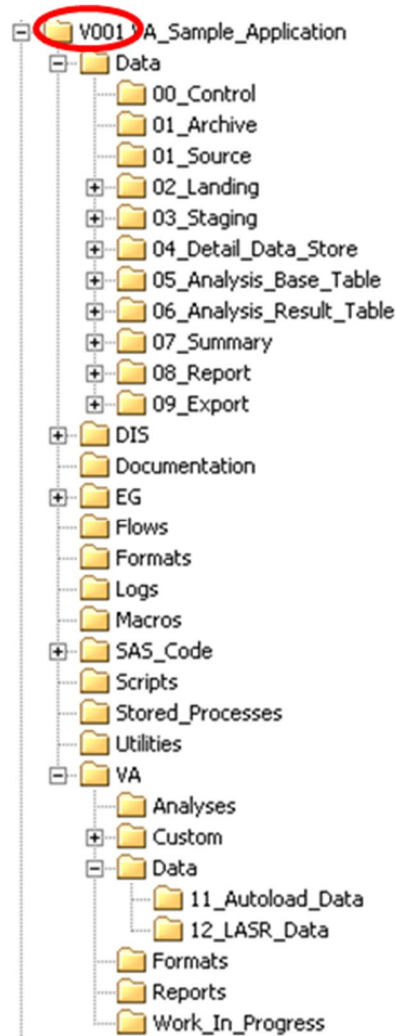 V001 VA_Sample_Application
Data
00_Control
01_Archive
01_Source
02_Landing
03_Staging
04_Detail_Data_Store
05_Analysis_Base_Table
06_Analysis_Result_Table
07_Summary
08_Report
09_Export
DIS
Documentation
EG
Flows
Formats
Logs
Macros
SAS_Code
Scripts
Stored_Processes
Utilities
VA
Analyses
Custom
Data
11_Autoload_Data
12_LASR_Data
Formats
Reports
Work_In_Progress